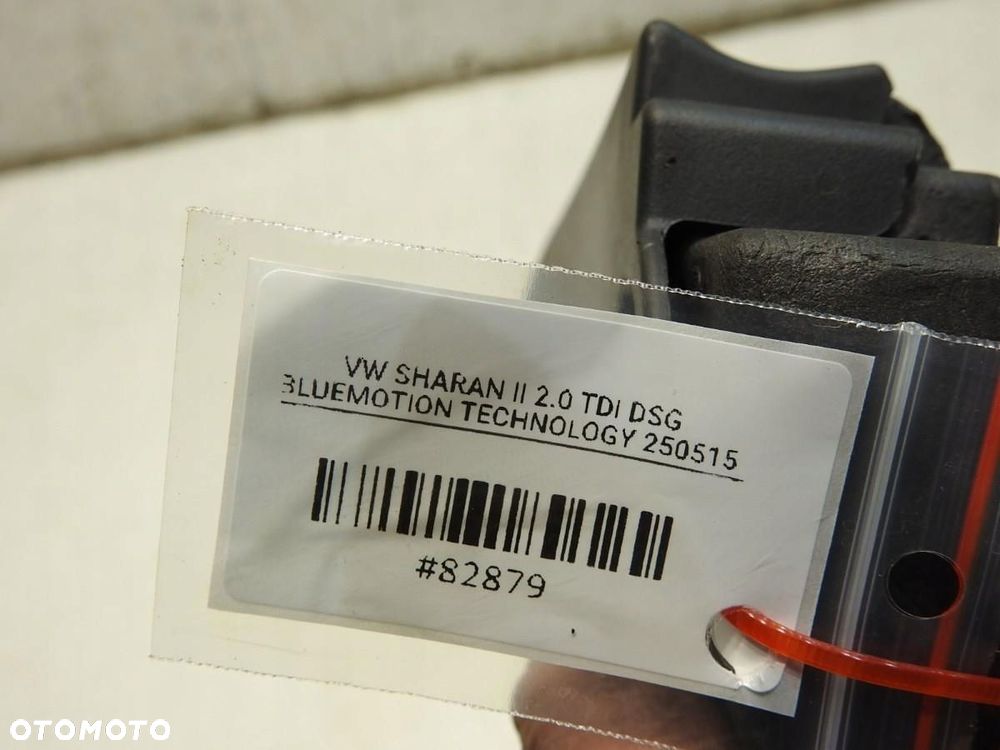 VW SHARAN II 2.0 TDI DSG
BLUEMOTION TECHNOLOGY 250515
#82879
OTOMOTO